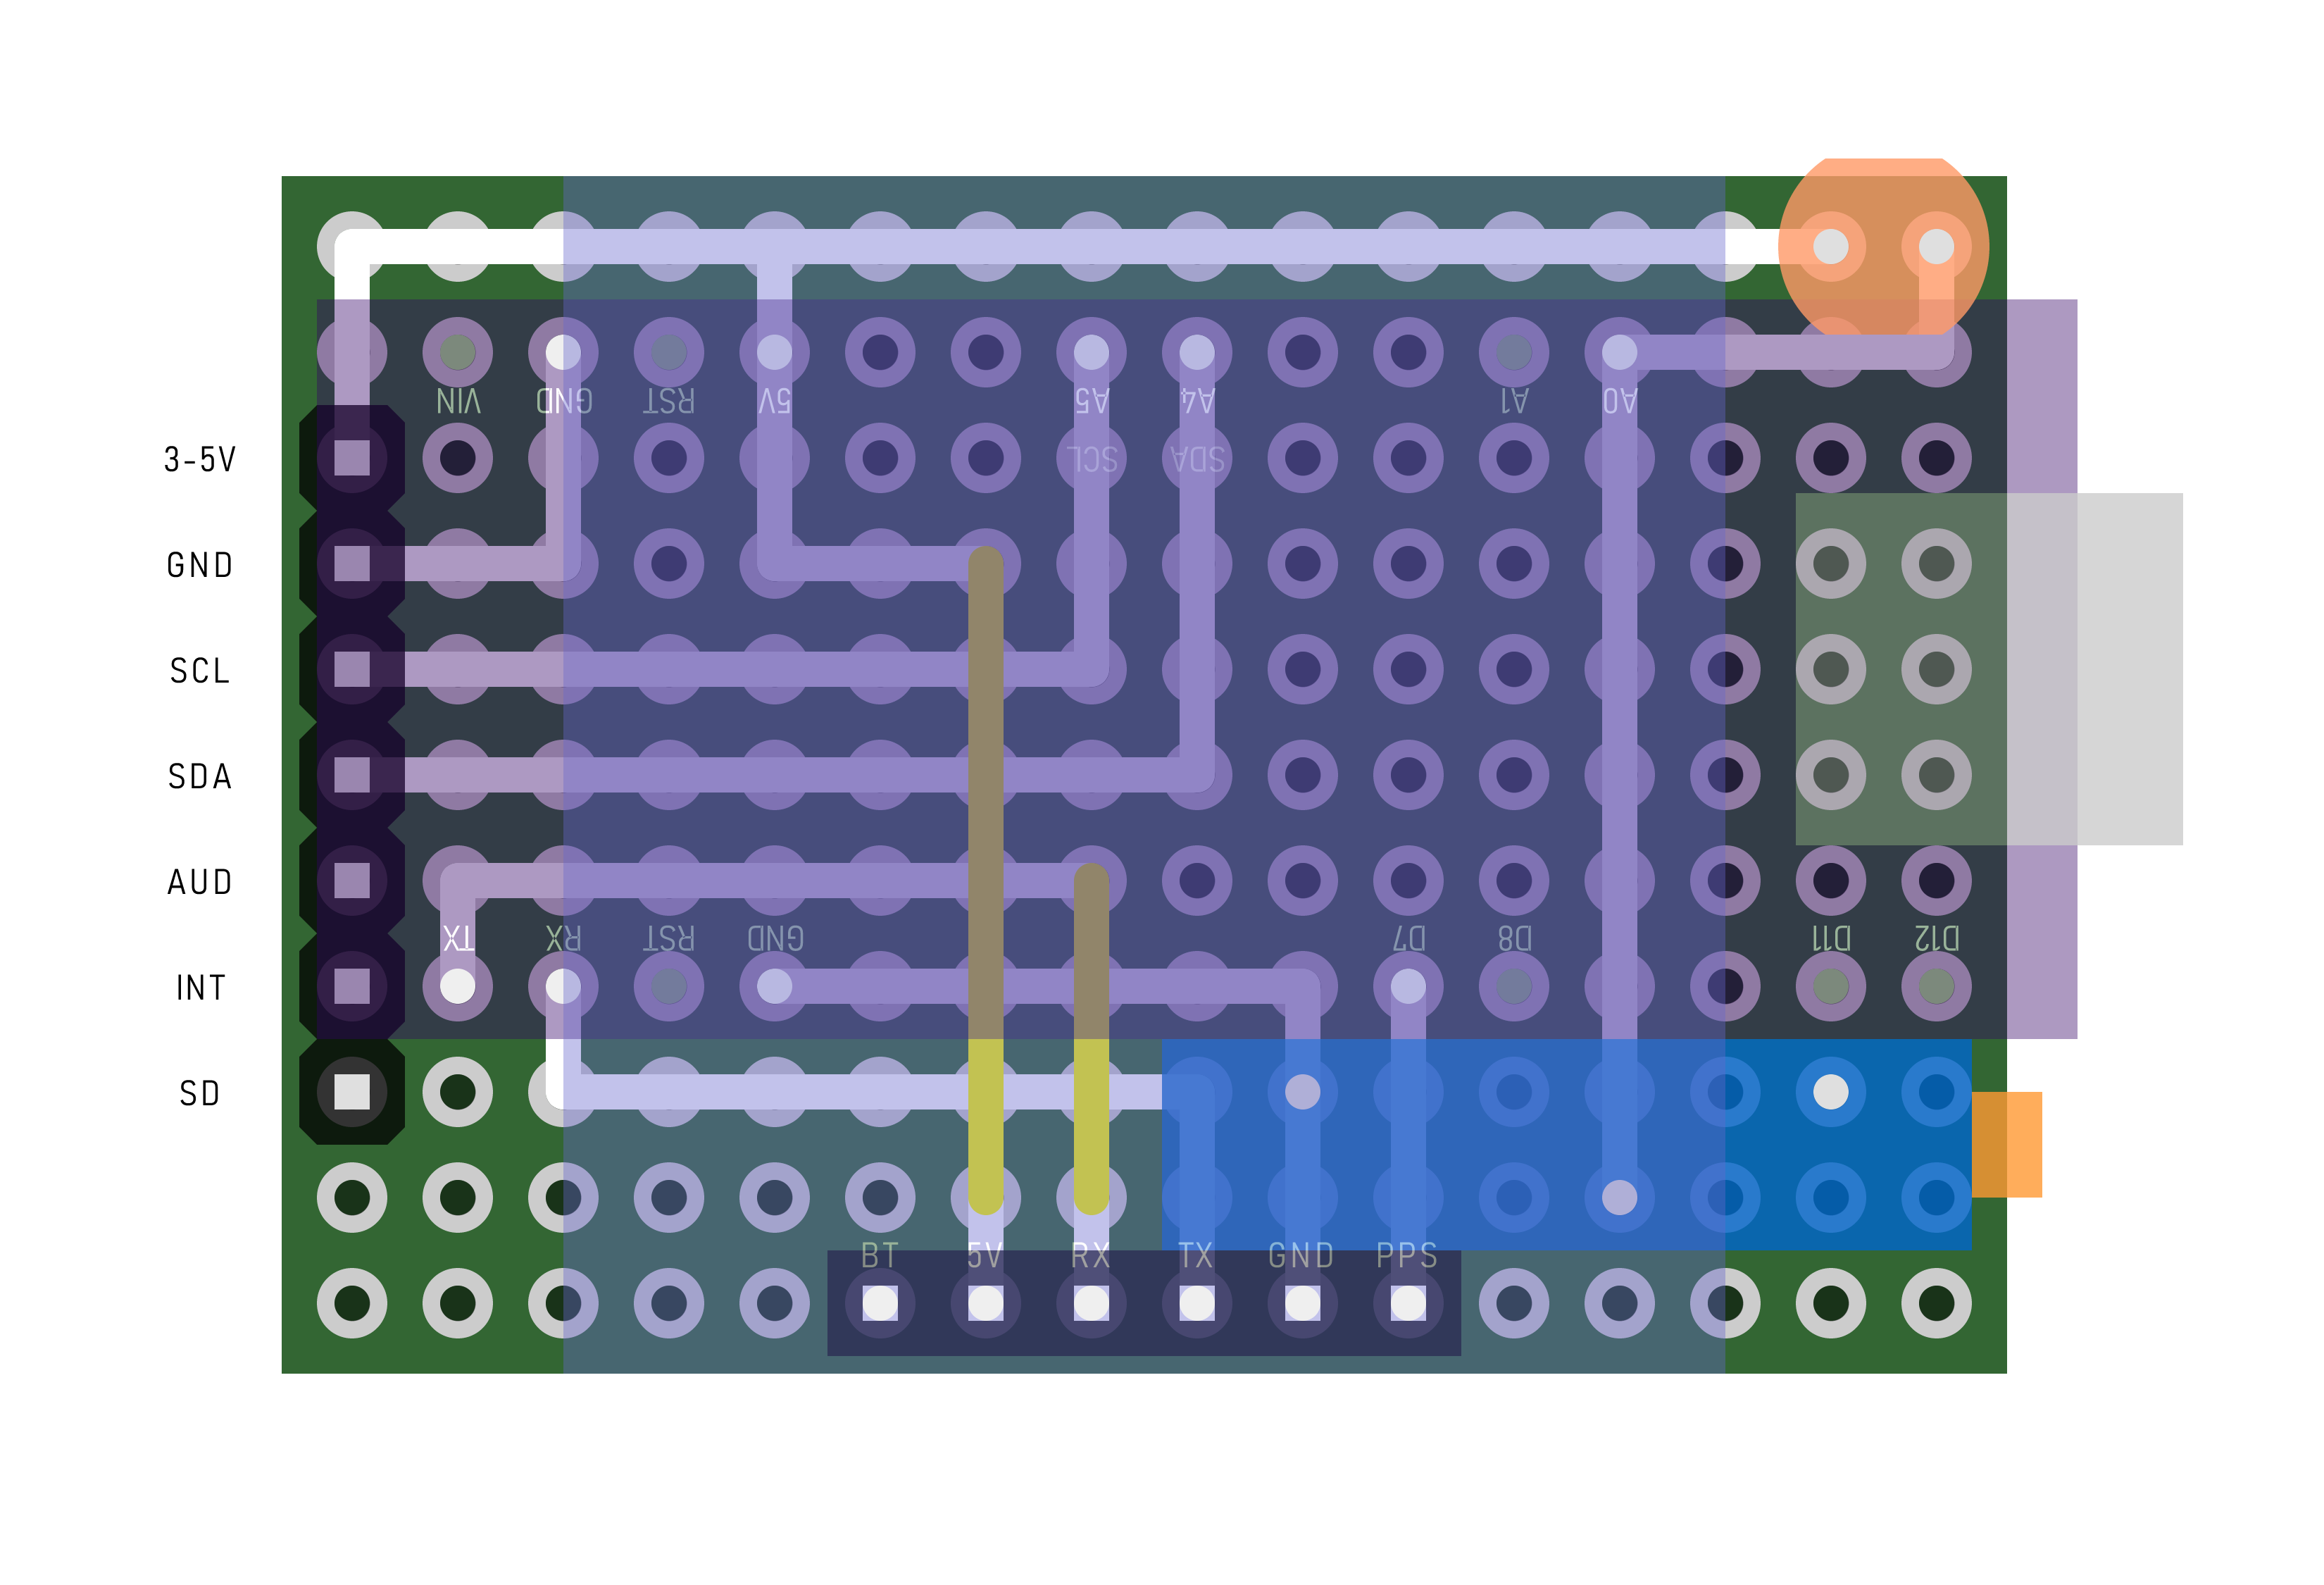 VIN GND RST 5V A5 A4 A1 A0
3-5V SCL SDA
GND
SCL
SDA
AUD
TX RX RST GND D7 D8 D11 D12
INT
SD
BT 5V RX TX GND PPS